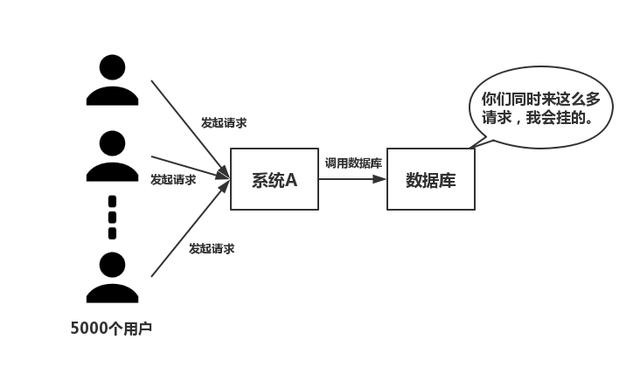 你们同时来这么多
请求，我会挂的。
发起请求
调用数据库
发起请求
系统A
数据库
发起请求
5000个用户